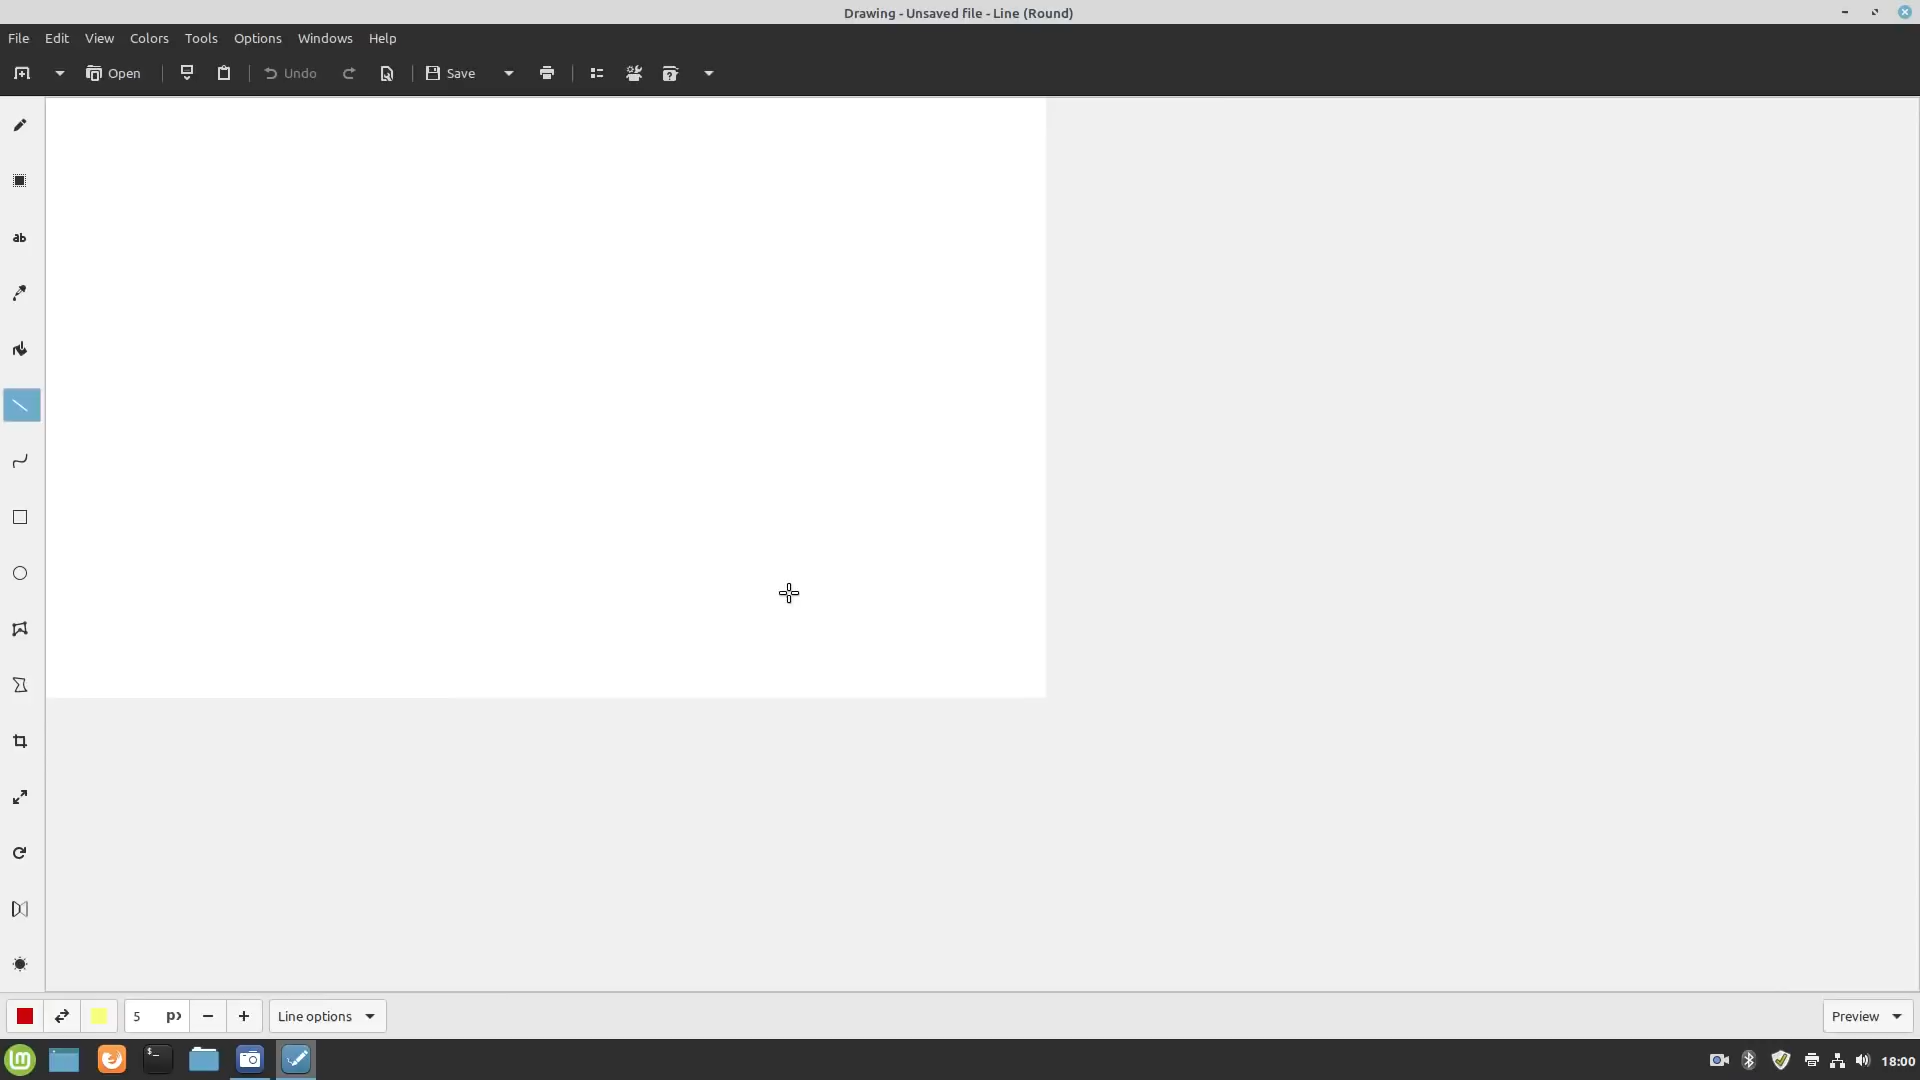 Drawing - Unsaved file - Line (Round)
File Edit View Colors Tools Options Windows Help
Open Undo Save
ab
5 px Line options Preview
18:00